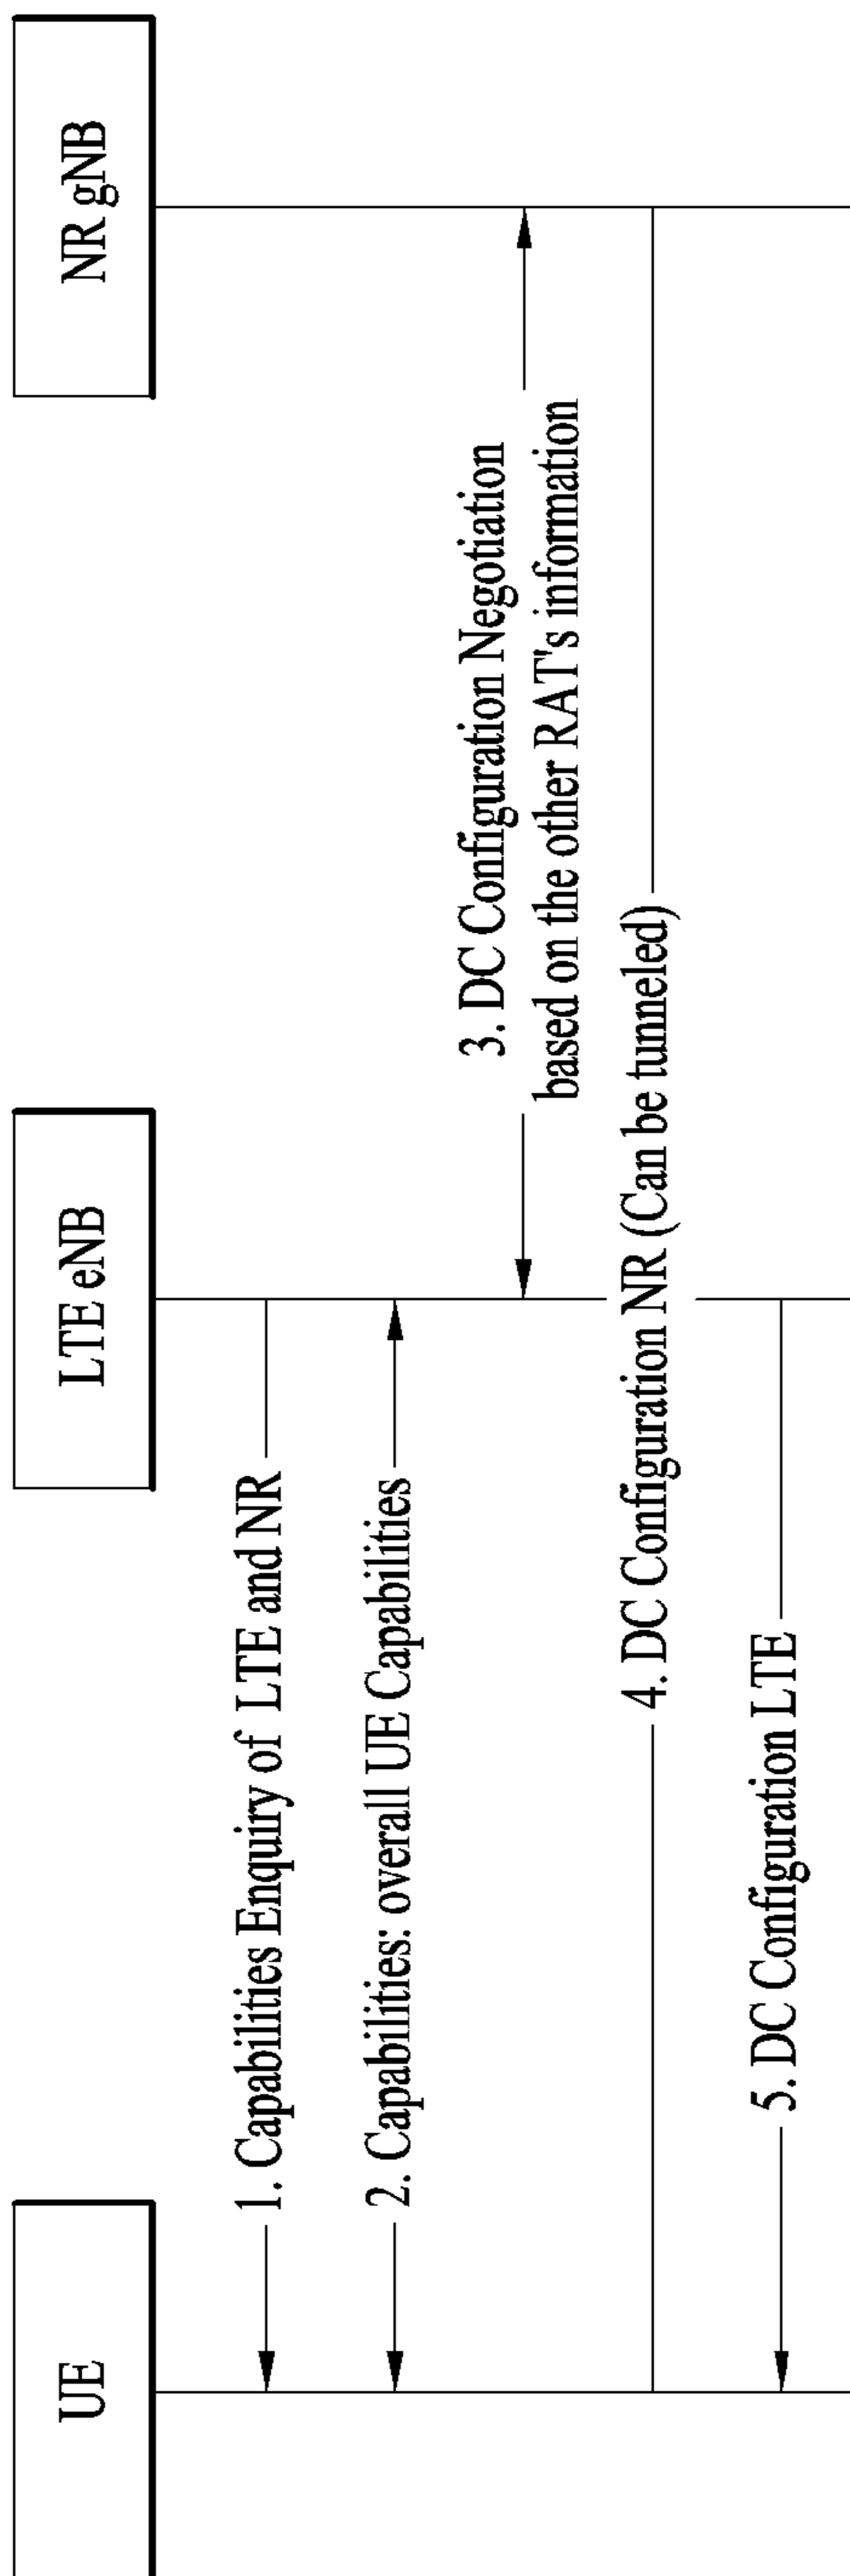 UE
LTE eNB
NR gNB
1. Capabilities Enquiry of LTE and NR
2. Capabilities: overall UE Capabilities
3. DC Configuration Negotiation
based on the other RAT's information
4. DC Configuration NR (Can be tunneled)
5. DC Configuration LTE